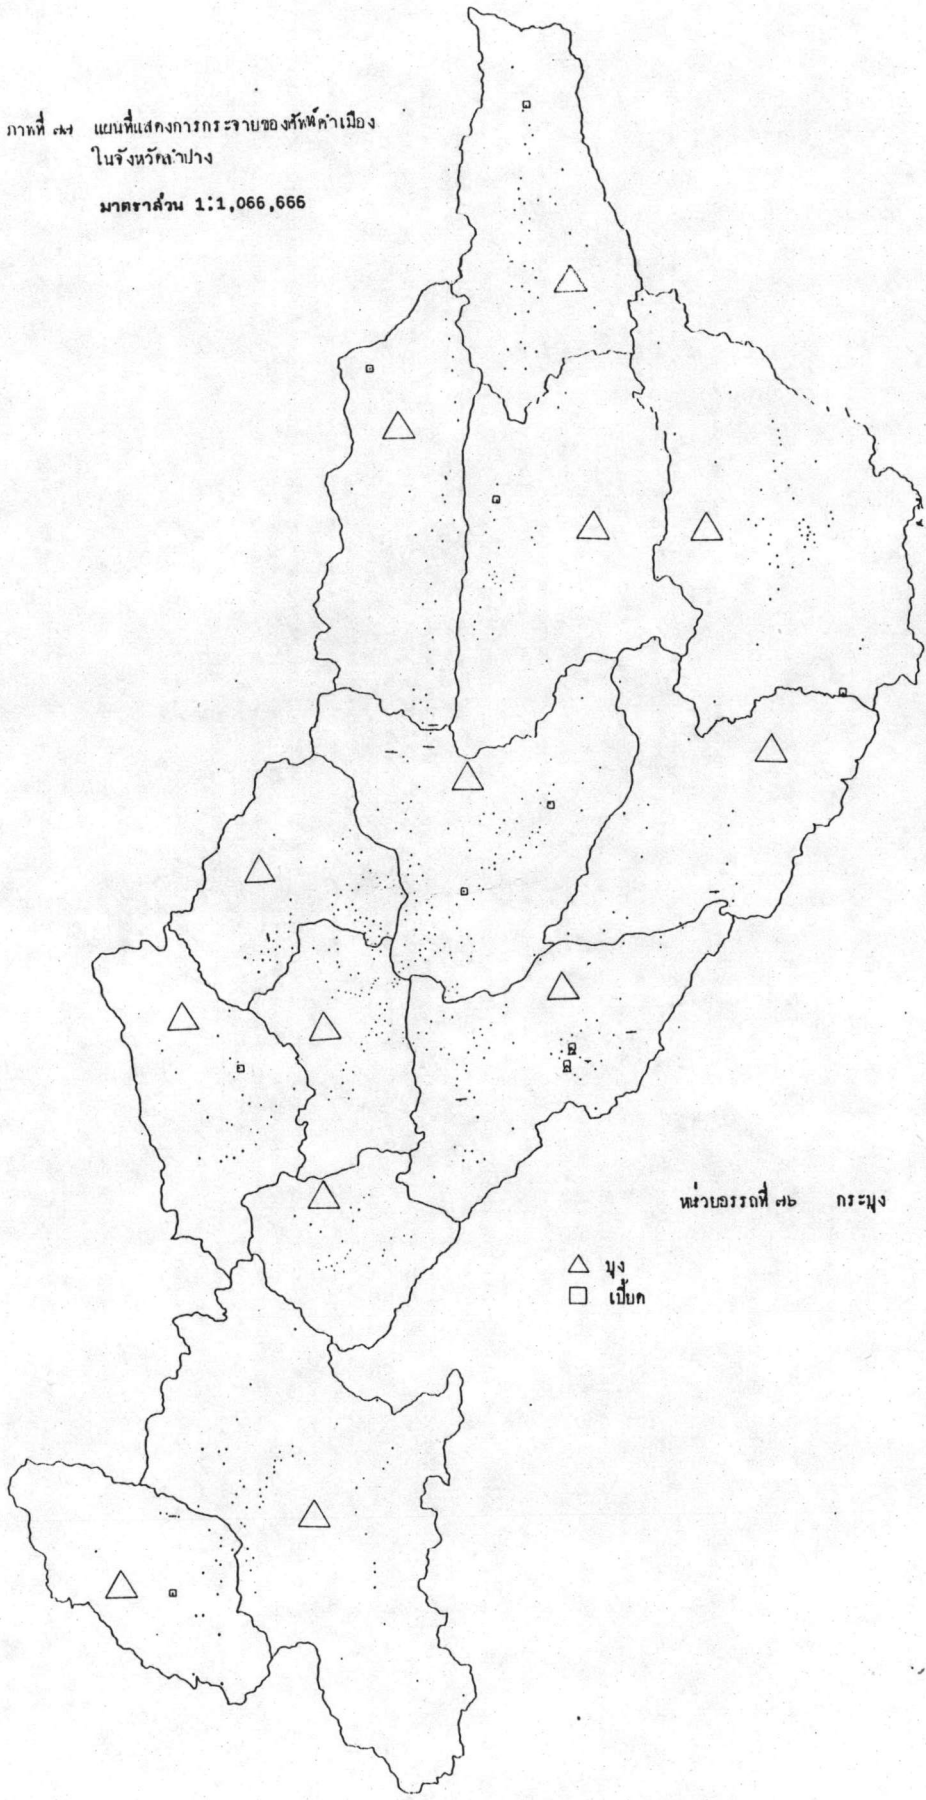 ภาพที่ ๗๗ แผนที่แสดงการกระจายของศัพท์คำเมือง
ในจังหวัดลำปาง
มาตราส่วน 1:1,066,666
หน่วยอรรถที่ ๗๖ กระบุง
บุง
เปี้ยด